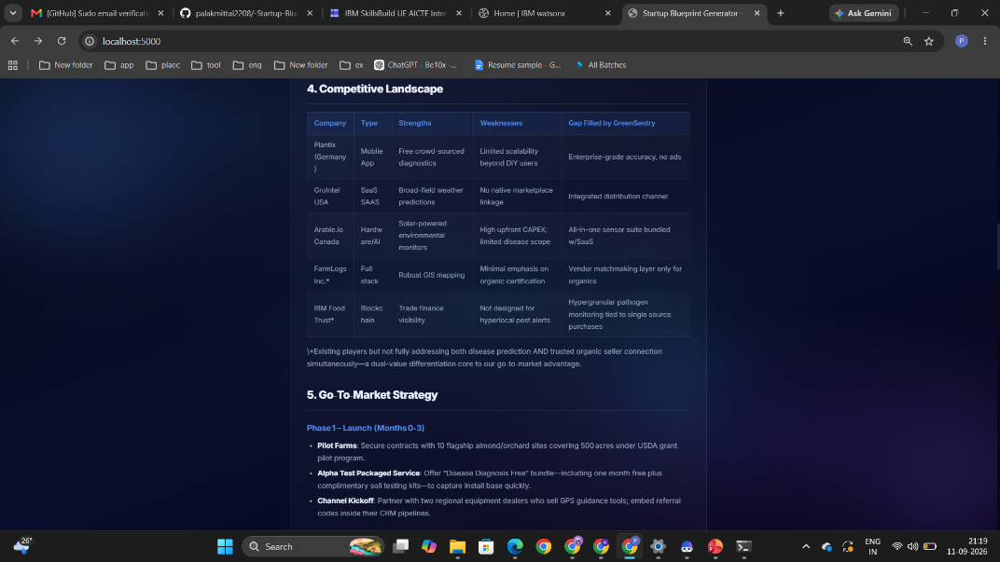 [GitHub] Sudo email verificati
palakmittal2208/-Startup-Blu
IBM SkillsBuild UE AICTE Inter
Home | IBM watsonx
Startup Blueprint Generator –
Ask Gemini
localhost:5000
P
New folder
app
plaec
tool
eng
New folder
ex
ChatGPT - Be10x -...
Resume sample - G...
All Batches
4. Competitive Landscape
Company Type Strengths Weaknesses Gap Filled by GreenSentry
Plantix
(Germany
)
Mobile
App
Free crowd-sourced
diagnostics
Limited scalability
beyond DIY users
Enterprise-grade accuracy, no ads
GroIntel
USA
SaaS
SAAS
Broad-field weather
predictions
No native marketplace
linkage
Integrated distribution channel
Arable.io
Canada
Hardw
are/AI
Solar-powered
environmental
monitors
High upfront CAPEX;
limited disease scope
All-in-one sensor suite bundled
w/SaaS
FarmLogs
Inc.*
Full
stack
Robust GIS mapping
Minimal emphasis on
organic certification
Vendor matchmaking layer only for
organics
IBM Food
Trust*
Blockc
hain
Trade finance
visibility
Not designed for
hyperlocal pest alerts
Hypergranular pathogen
monitoring tied to single source
purchases
\*Existing players but not fully addressing both disease prediction AND trusted organic seller connection
simultaneously—a dual-value differentiation core to our go-to-market advantage.
5. Go-To-Market Strategy
Phase 1 – Launch (Months 0-3)
• Pilot Farms: Secure contracts with 10 flagship almond/orchard sites covering 500 acres under USDA grant
pilot program.
• Alpha Test Packaged Service: Offer "Disease Diagnosis Free" bundle—including one month free plus
complimentary soil testing kits—to capture install base quickly.
• Channel Kickoff: Partner with two regional equipment dealers who sell GPS guidance tools; embed referral
codes inside their CRM pipelines.
26°
Search
ENG
IN
21:19
11-09-2026